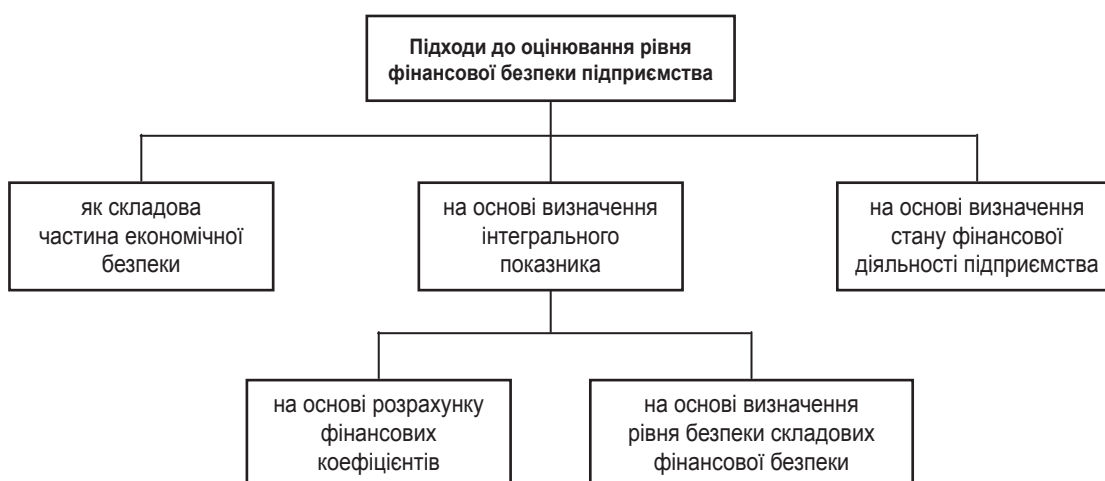 Підходи до оцінювання рівня
фінансової безпеки підприємства
як складова
частина економічної
безпеки
на основі визначення
інтегрального
показника
на основі визначення
стану фінансової
діяльності підприємства
на основі розрахунку
фінансових
коефіцієнтів
на основі визначення
рівня безпеки складових
фінансової безпеки